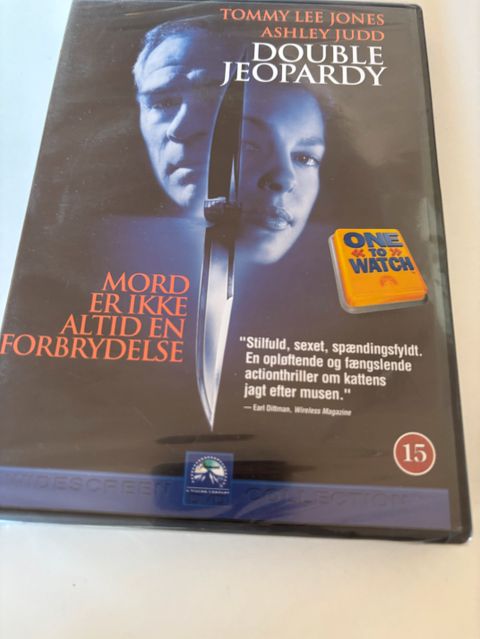 TOMMY LEE JONES
ASHLEY JUDD
DOUBLE
JEOPARDY
ONE
TO
WATCH
MORD
ER IKKE
ALTID EN
FORBRYDELSE
"Stilfuld, sexet, spændingsfyldt.
En opløftende og fængslende
actionthriller om kattens
jagt efter musen."
— Earl Dittman, Wireless Magazine
15
WIDESCREEN COLLECTION